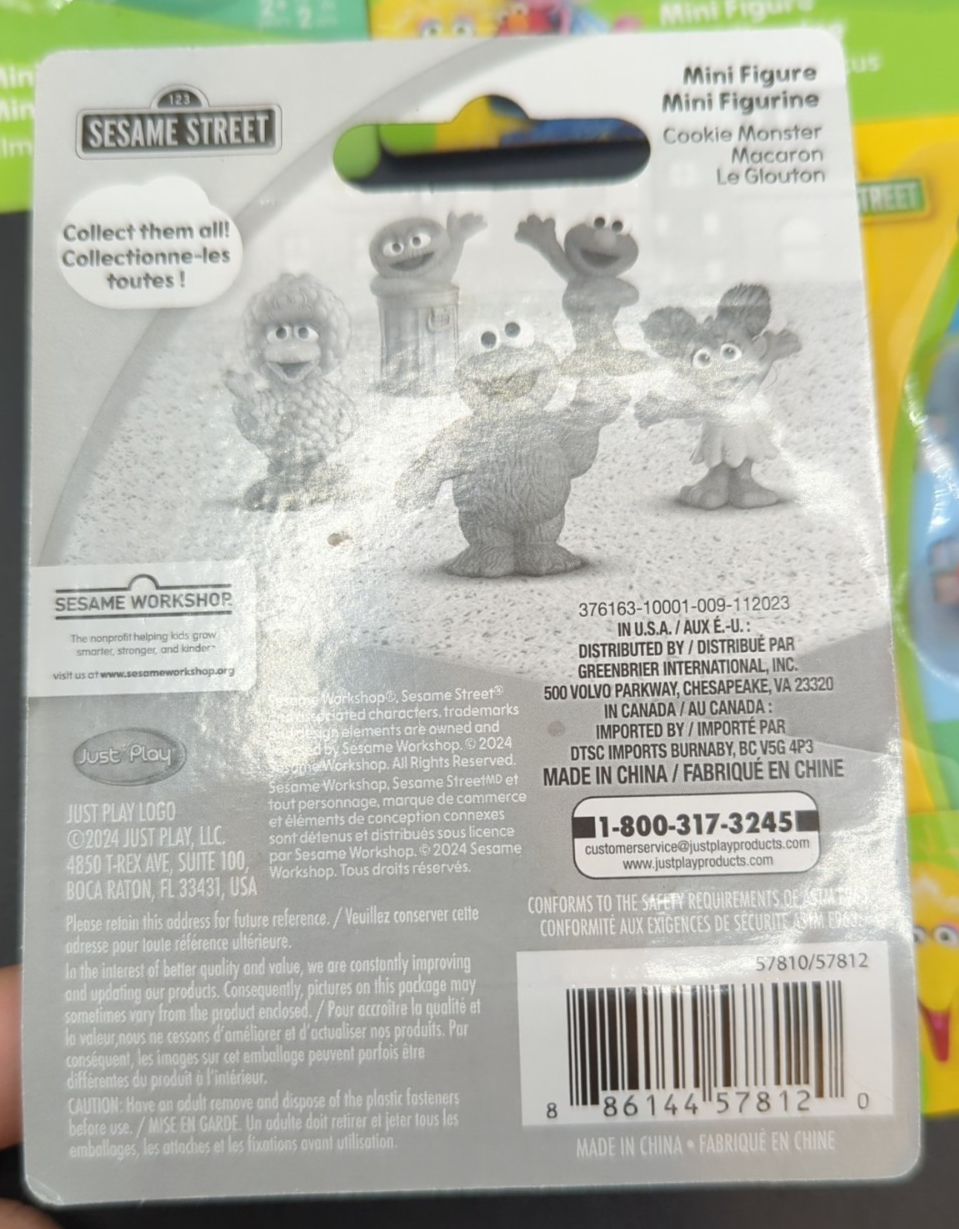 123
SESAME STREET
Mini Figure
Mini Figurine
Cookie Monster
Macaron
Le Glouton
Collect them all!
Collectionne-les
toutes !
SESAME WORKSHOP
The nonprofit helping kids grow
smarter, stronger, and kinder
visit us at www.sesameworkshop.org
Just Play
JUST PLAY LOGO
©2024 JUST PLAY, LLC.
4850 T-REX AVE, SUITE 100,
BOCA RATON, FL 33431, USA
Sesame Workshop®, Sesame Street®
and associated characters, trademarks
and design elements are owned and
by Sesame Workshop. © 2024
Sesame Workshop. All Rights Reserved.
Sesame Workshop, Sesame StreetMD et
tout personnage, marque de commerce
et éléments de conception connexes
sont détenus et distribués sous licence
par Sesame Workshop. © 2024 Sesame
Workshop. Tous droits réservés.
376163-10001-009-112023
IN U.S.A. / AUX É.-U. :
DISTRIBUTED BY / DISTRIBUÉ PAR
GREENBRIER INTERNATIONAL, INC.
500 VOLVO PARKWAY, CHESAPEAKE, VA 23320
IN CANADA / AU CANADA :
IMPORTED BY / IMPORTÉ PAR
DTSC IMPORTS BURNABY, BC V5G 4P3
MADE IN CHINA / FABRIQUÉ EN CHINE
1-800-317-3245
customerservice@justplayproducts.com
www.justplayproducts.com
Please retain this address for future reference. / Veuillez conserver cette
adresse pour toute référence ultérieure.
In the interest of better quality and value, we are constantly improving
and updating our products. Consequently, pictures on this package may
sometimes vary from the product enclosed. / Pour accroître la qualité et
la valeur,nous ne cessons d'améliorer et d'actualiser nos produits. Par
conséquent, les images sur cet emballage peuvent parfois être
différentes du produit à l'intérieur.
CAUTION: Have an adult remove and dispose of the plastic fasteners
before use. / MISE EN GARDE. Un adulte doit retirer et jeter tous les
emballages, les attaches et les fixations avant utilisation.
CONFORMS TO THE SAFETY REQUIREMENTS OF ASTM
CONFORMITÉ AUX EXIGENCES DE SÉCURITÉ ASTM
57810/57812
8 86144 57812 0
MADE IN CHINA • FABRIQUÉ EN CHINE
Mini Figure
STREET